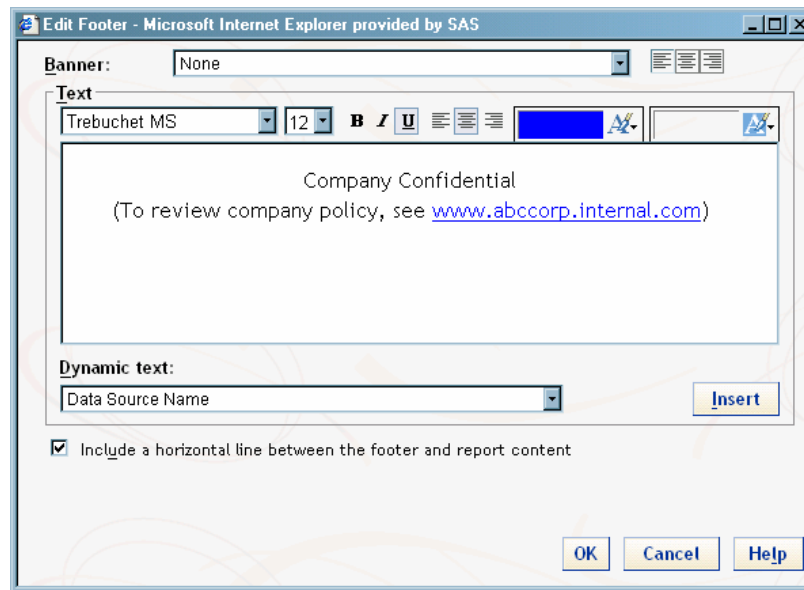 Edit Footer - Microsoft Internet Explorer provided by SAS
Banner: None
Text
Trebuchet MS 12 B I U
Company Confidential
(To review company policy, see www.abccorp.internal.com)
Dynamic text:
Data Source Name Insert
Include a horizontal line between the footer and report content
OK Cancel Help